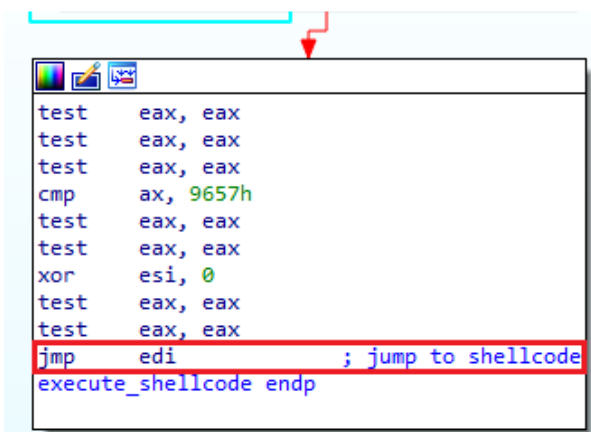 test eax, eax
test eax, eax
test eax, eax
cmp ax, 9657h
test eax, eax
test eax, eax
xor esi, 0
test eax, eax
test eax, eax
jmp edi ; jump to shellcode
execute_shellcode endp